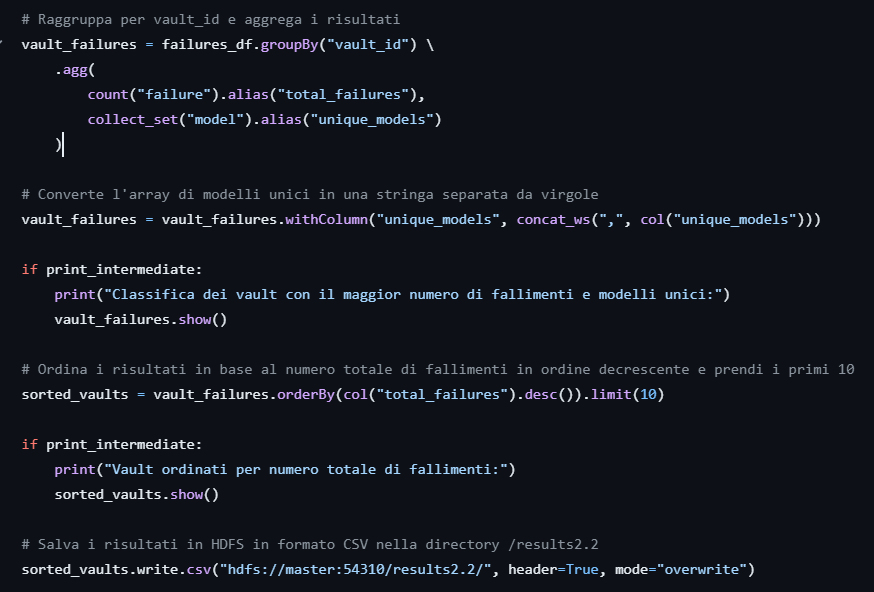 # Raggruppa per vault_id e aggrega i risultati
vault_failures = failures_df.groupBy("vault_id") \
    .agg(
        count("failure").alias("total_failures"),
        collect_set("model").alias("unique_models")
    )
# Converte l'array di modelli unici in una stringa separata da virgole
vault_failures = vault_failures.withColumn("unique_models", concat_ws(",", col("unique_models")))
if print_intermediate:
    print("Classifica dei vault con il maggior numero di fallimenti e modelli unici:")
    vault_failures.show()
# Ordina i risultati in base al numero totale di fallimenti in ordine decrescente e prendi i primi 10
sorted_vaults = vault_failures.orderBy(col("total_failures").desc()).limit(10)
if print_intermediate:
    print("Vault ordinati per numero totale di fallimenti:")
    sorted_vaults.show()
# Salva i risultati in HDFS in formato CSV nella directory /results2.2
sorted_vaults.write.csv("hdfs://master:54310/results2.2/", header=True, mode="overwrite")